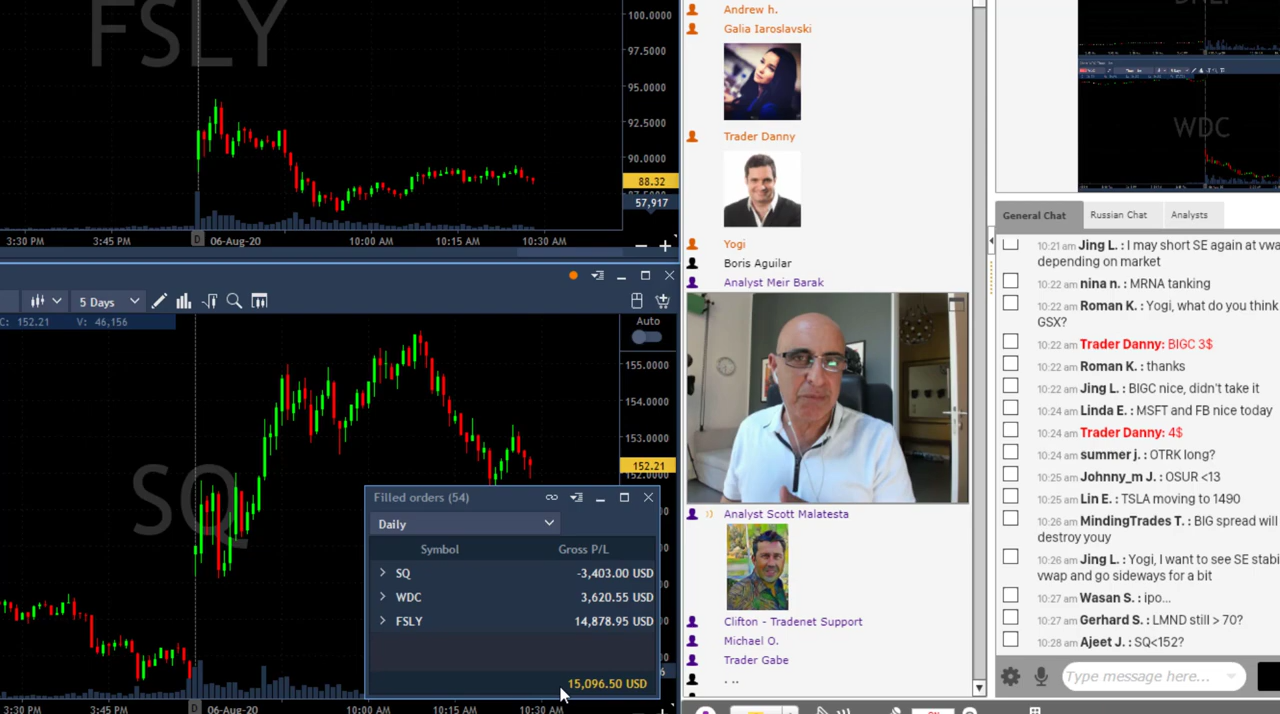 FSLY
100.0000
97.5000
95.0000
92.5000
90.0000
88.32
57,917
3:30 PM
3:45 PM
D
06-Aug-20
10:00 AM
10:15 AM
10:30 AM
5 Days
C: 152.21
V: 46,156
Auto
155.0000
154.0000
153.0000
152.21
152.0000
SQ
Filled orders (54)
Daily
Symbol
Gross P/L
SQ
-3,403.00 USD
WDC
3,620.55 USD
FSLY
14,878.95 USD
15,096.50 USD
3:30 PM
3:45 PM
D
06-Aug-20
10:00 AM
10:15 AM
10:30 AM
Andrew h.
Galia Iaroslavski
Trader Danny
Yogi
Boris Aguilar
Analyst Meir Barak
Analyst Scott Malatesta
Clifton - Tradenet Support
Michael O.
Trader Gabe
. ..
WDC
General Chat
Russian Chat
Analysts
10:21 am Jing L. : I may short SE again at vwa
depending on market
10:22 am nina n. : MRNA tanking
10:22 am Roman K. : Yogi, what do you think
GSX?
10:22 am Trader Danny: BIGC 3$
10:22 am Roman K. : thanks
10:22 am Jing L. : BIGC nice, didn't take it
10:24 am Linda E. : MSFT and FB nice today
10:24 am Trader Danny: 4$
10:24 am summer j. : OTRK long?
10:25 am Johnny_m J. : OSUR <13
10:25 am Lin E. : TSLA moving to 1490
10:26 am MindingTrades T. : BIG spread will
destroy youy
10:26 am Jing L. : Yogi, I want to see SE stabi
vwap and go sideways for a bit
10:27 am Wasan S. : ipo...
10:27 am Gerhard S. : LMND still > 70?
10:28 am Ajeet J. : SQ<152?
Type message here...